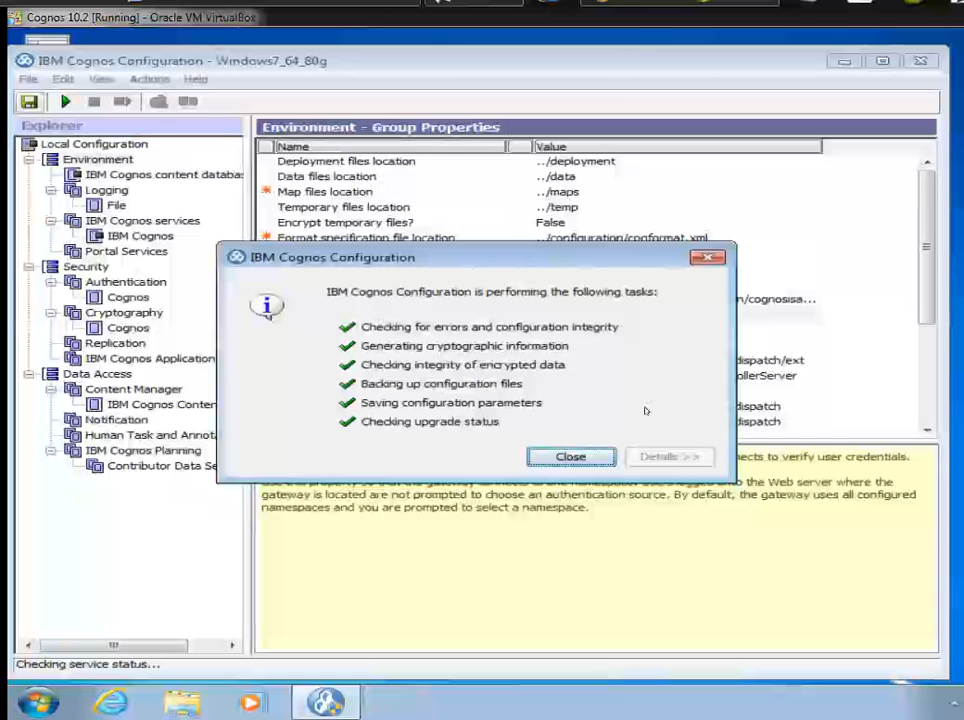 Cognos 10.2 [Running] - Oracle VM VirtualBox
IBM Cognos Configuration - Windows7_64_80g
File Edit View Actions Help
Explorer
Local Configuration
Environment
IBM Cognos content databas
Logging
File
IBM Cognos services
IBM Cognos
Portal Services
Security
Authentication
Cognos
Cryptography
Cognos
Replication
IBM Cognos Application
Data Access
Content Manager
IBM Cognos Conten
Notification
Human Task and Annot
IBM Cognos Planning
Contributor Data Se
Environment - Group Properties
Name Value
Deployment files location ../deployment
Data files location ../data
* Map files location ../maps
Temporary files location ../temp
Encrypt temporary files? False
* Format specification file location ../configuration/cogformat.xml
/cognosisa...
dispatch/ext
ollerServer
dispatch
dispatch
IBM Cognos Configuration
IBM Cognos Configuration is performing the following tasks:
Checking for errors and configuration integrity
Generating cryptographic information
Checking integrity of encrypted data
Backing up configuration files
Saving configuration parameters
Checking upgrade status
Close Details >>
nects to verify user credentials.
onto the Web server where the
gateway is located are not prompted to choose an authentication source. By default, the gateway uses all configured
namespaces and you are prompted to select a namespace.
Checking service status...